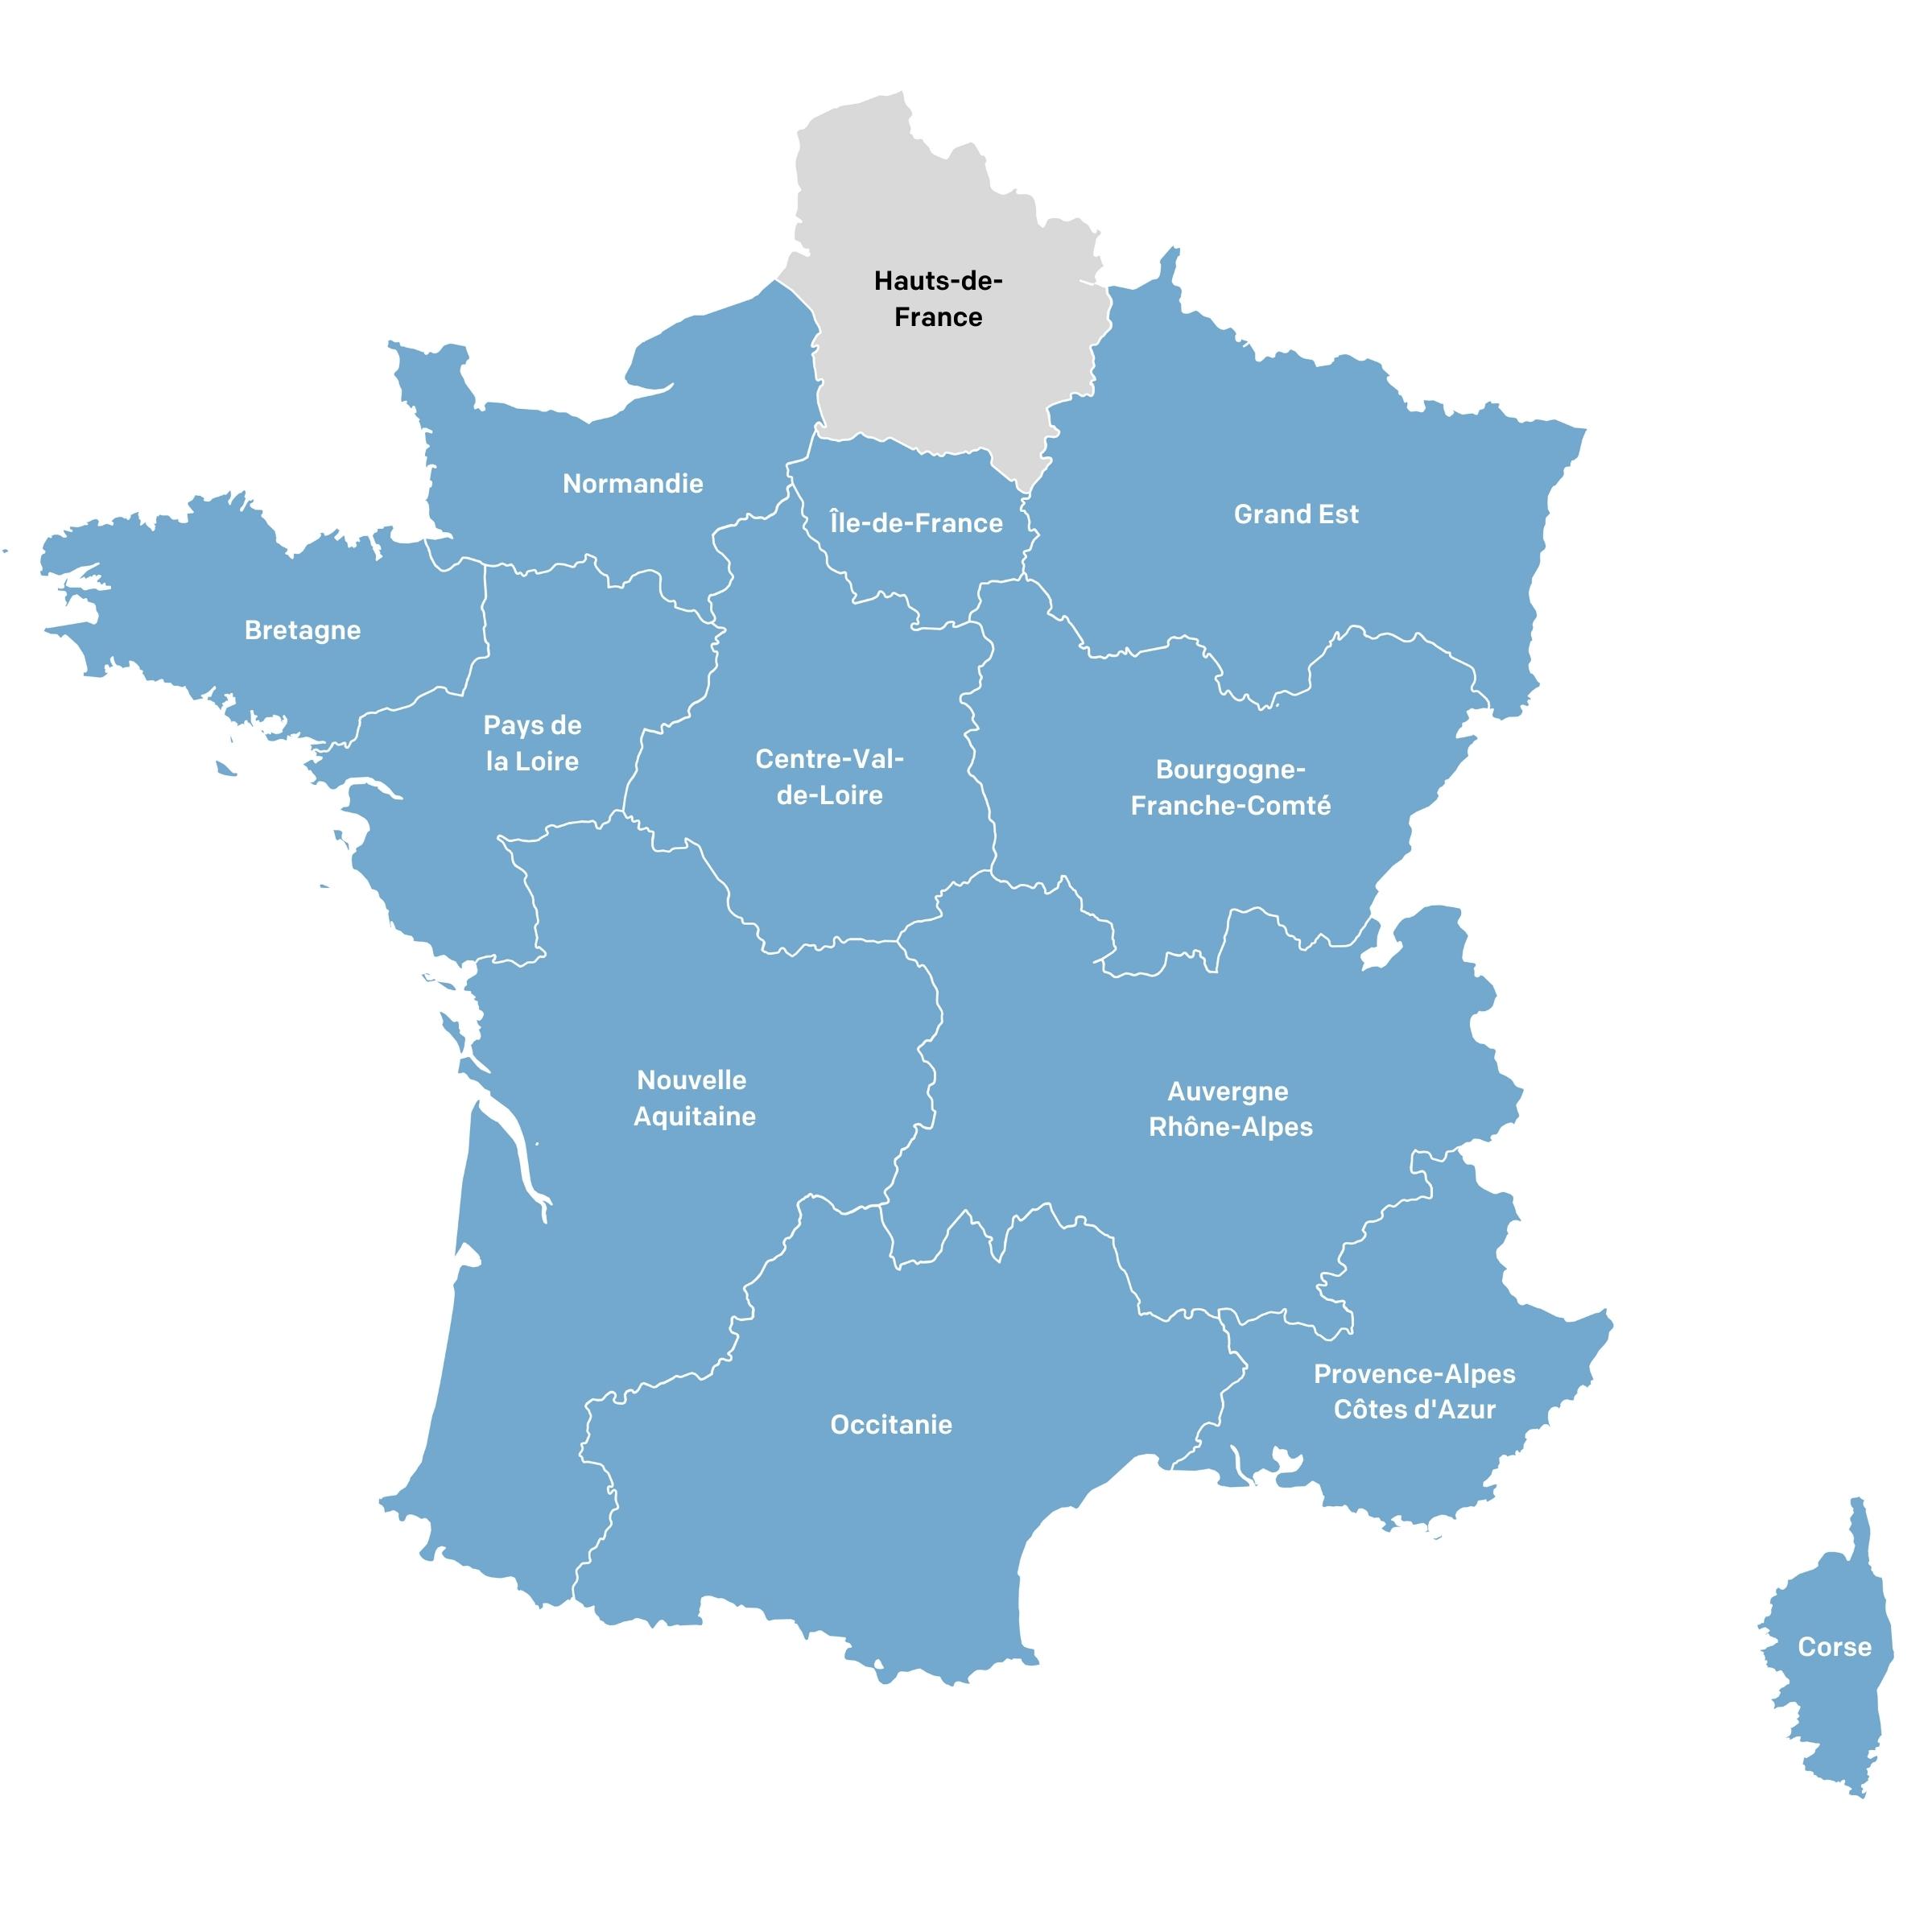 Hauts-de-
France
Normandie
Île-de-France
Grand Est
Bretagne
Pays de
la Loire
Centre-Val-
de-Loire
Bourgogne-
Franche-Comté
Nouvelle
Aquitaine
Auvergne
Rhône-Alpes
Provence-Alpes
Côtes d'Azur
Occitanie
Corse